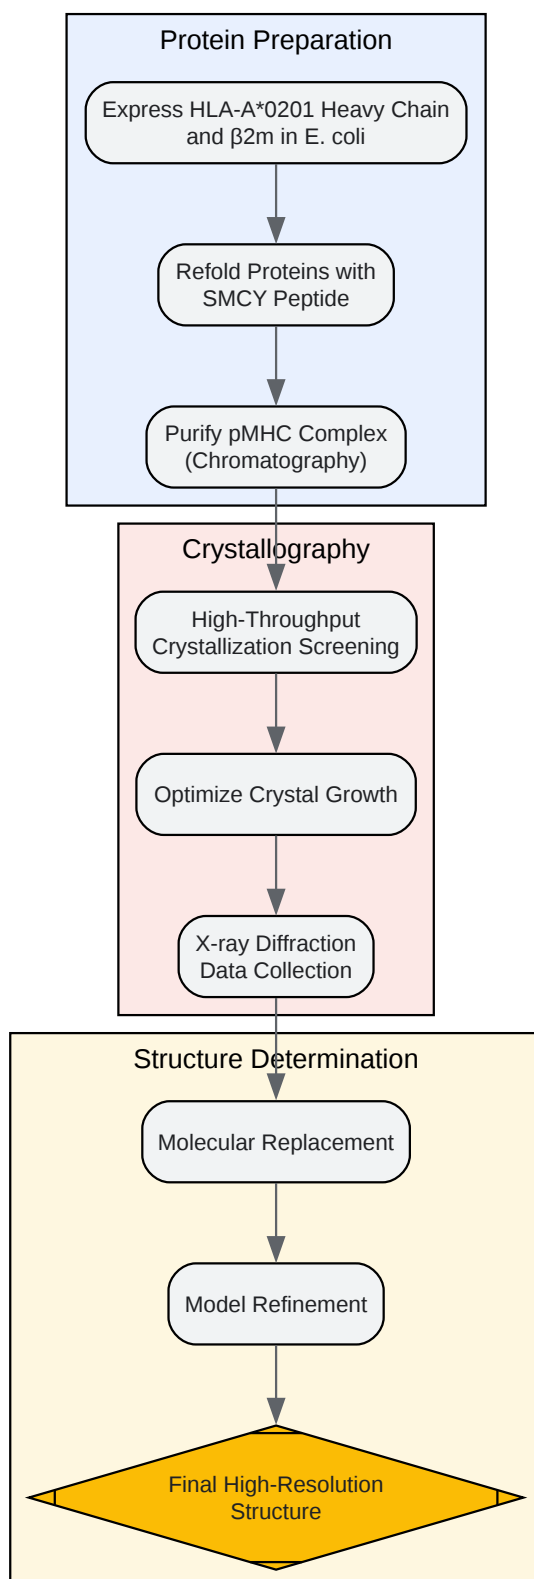 Protein Preparation
Express HLA-A*0201 Heavy Chain
and β2m in E. coli
Refold Proteins with
SMCY Peptide
Purify pMHC Complex
(Chromatography)
Crystallography
High-Throughput
Crystallization Screening
Optimize Crystal Growth
X-ray Diffraction
Data Collection
Structure Determination
Molecular Replacement
Model Refinement
Final High-Resolution
Structure